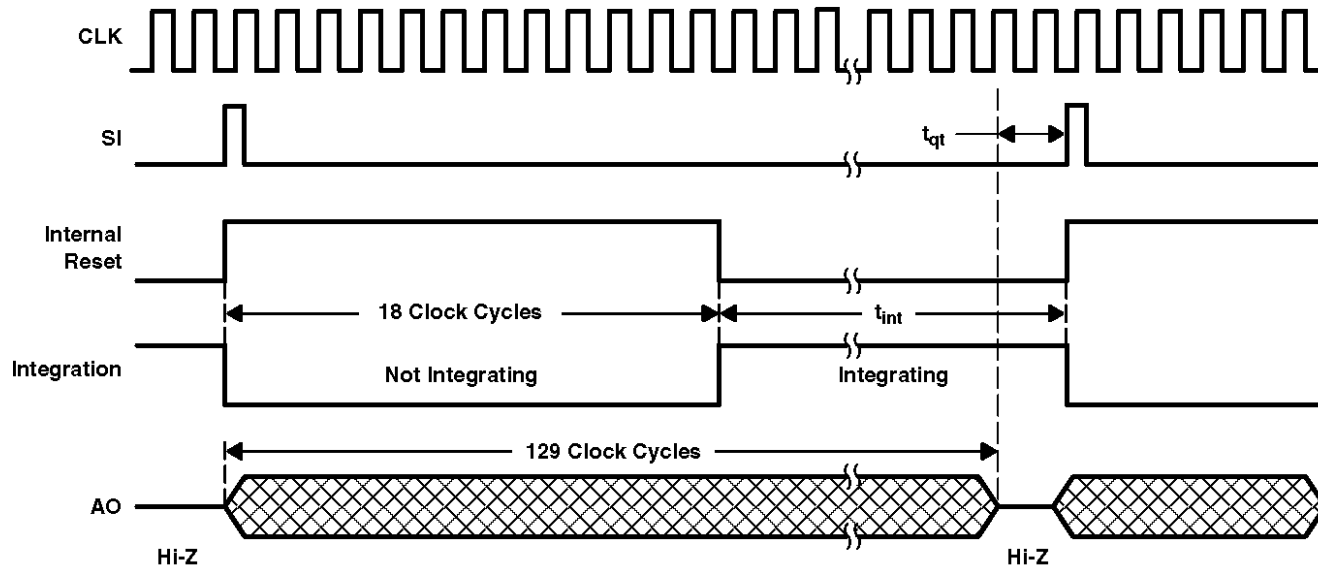 CLK
SI
t_qt
Internal
Reset
18 Clock Cycles
t_int
Integration
Not Integrating
Integrating
129 Clock Cycles
AO
Hi-Z
Hi-Z